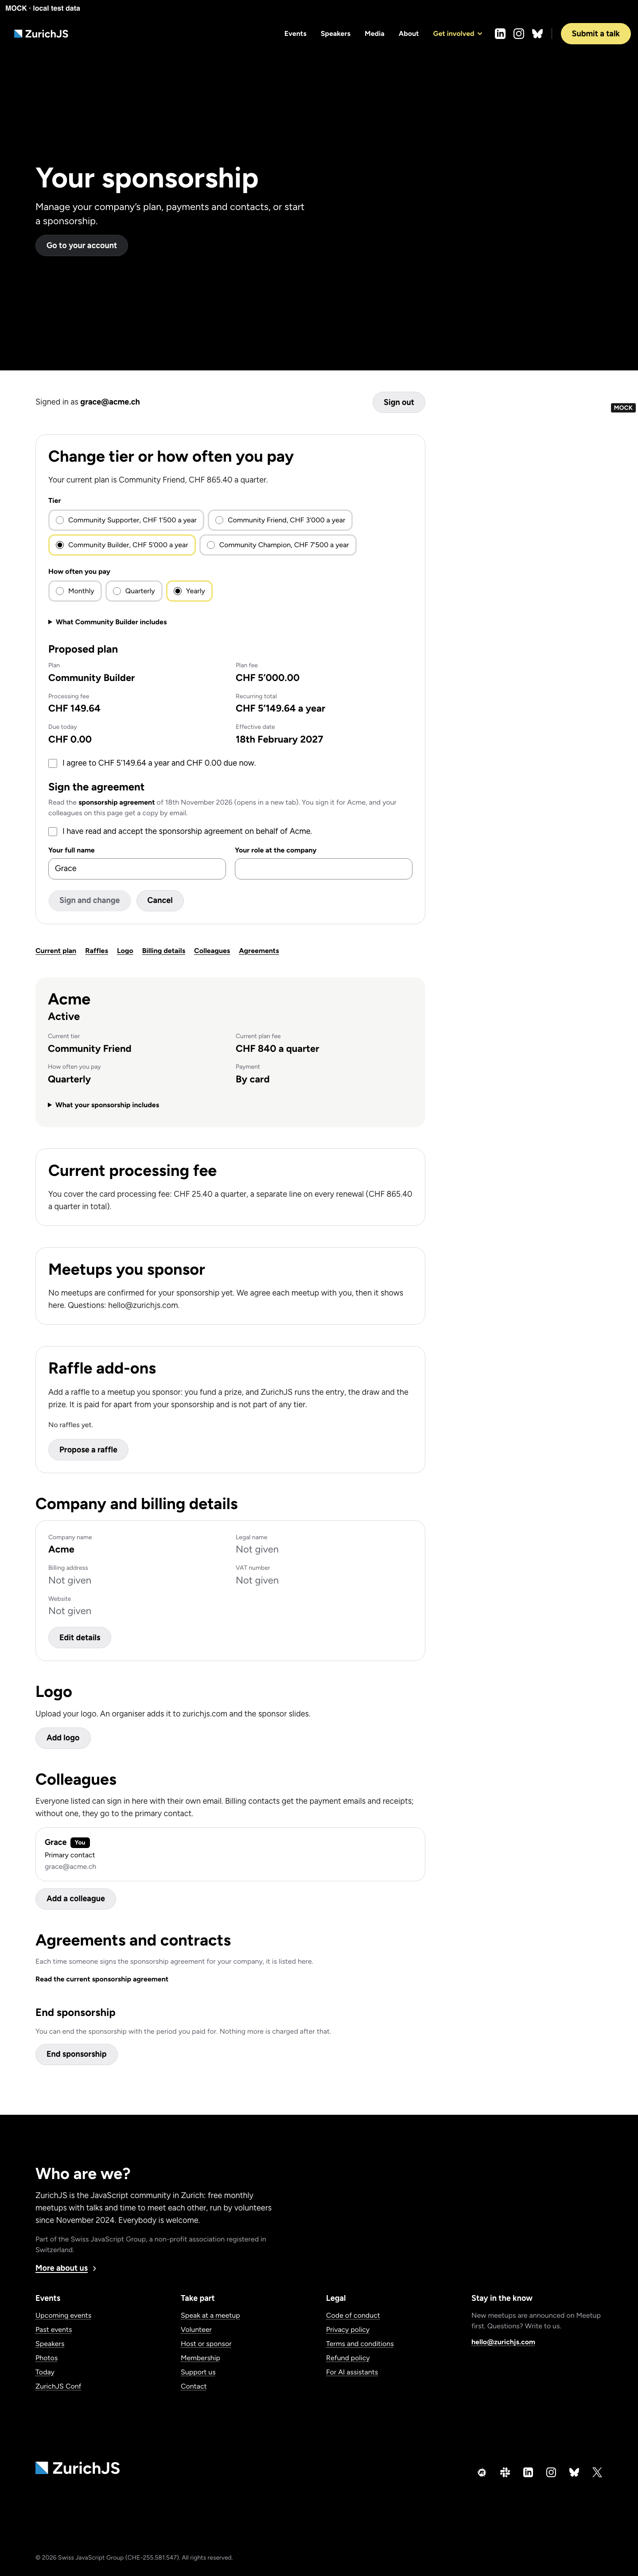 MOCK · local test data
ZurichJS
Events
Speakers
Media
About
Get involved
Submit a talk
Your sponsorship
Manage your company's plan, payments and contacts, or start
a sponsorship.
Go to your account
Signed in as grace@acme.ch
Sign out
MOCK
Change tier or how often you pay
Your current plan is Community Friend, CHF 865.40 a quarter.
Tier
Community Supporter, CHF 1'500 a year
Community Friend, CHF 3'000 a year
Community Builder, CHF 5'000 a year
Community Champion, CHF 7'500 a year
How often you pay
Monthly
Quarterly
Yearly
What Community Builder includes
Proposed plan
Plan
Plan fee
Community Builder
CHF 5'000.00
Processing fee
Recurring total
CHF 149.64
CHF 5'149.64 a year
Due today
Effective date
CHF 0.00
18th February 2027
I agree to CHF 5'149.64 a year and CHF 0.00 due now.
Sign the agreement
Read the sponsorship agreement of 18th November 2026 (opens in a new tab). You sign it for Acme, and your
colleagues on this page get a copy by email.
I have read and accept the sponsorship agreement on behalf of Acme.
Your full name
Your role at the company
Grace
Sign and change
Cancel
Current plan
Raffles
Logo
Billing details
Colleagues
Agreements
Acme
Active
Current tier
Current plan fee
Community Friend
CHF 840 a quarter
How often you pay
Payment
Quarterly
By card
What your sponsorship includes
Current processing fee
You cover the card processing fee: CHF 25.40 a quarter, a separate line on every renewal (CHF 865.40
a quarter in total).
Meetups you sponsor
No meetups are confirmed for your sponsorship yet. We agree each meetup with you, then it shows
here. Questions: hello@zurichjs.com.
Raffle add-ons
Add a raffle to a meetup you sponsor: you fund a prize, and ZurichJS runs the entry, the draw and the
prize. It is paid for apart from your sponsorship and is not part of any tier.
No raffles yet.
Propose a raffle
Company and billing details
Company name
Legal name
Acme
Not given
Billing address
VAT number
Not given
Not given
Website
Not given
Edit details
Logo
Upload your logo. An organiser adds it to zurichjs.com and the sponsor slides.
Add logo
Colleagues
Everyone listed can sign in here with their own email. Billing contacts get the payment emails and receipts;
without one, they go to the primary contact.
Grace You
Primary contact
grace@acme.ch
Add a colleague
Agreements and contracts
Each time someone signs the sponsorship agreement for your company, it is listed here.
Read the current sponsorship agreement
End sponsorship
You can end the sponsorship with the period you paid for. Nothing more is charged after that.
End sponsorship
Who are we?
ZurichJS is the JavaScript community in Zurich: free monthly
meetups with talks and time to meet each other, run by volunteers
since November 2024. Everybody is welcome.
Part of the Swiss JavaScript Group, a non-profit association registered in
Switzerland.
More about us
Events
Upcoming events
Past events
Speakers
Photos
Today
ZurichJS Conf
Take part
Speak at a meetup
Volunteer
Host or sponsor
Membership
Support us
Contact
Legal
Code of conduct
Privacy policy
Terms and conditions
Refund policy
For AI assistants
Stay in the know
New meetups are announced on Meetup
first. Questions? Write to us.
hello@zurichjs.com
ZurichJS
© 2026 Swiss JavaScript Group (CHE-255.581.547). All rights reserved.